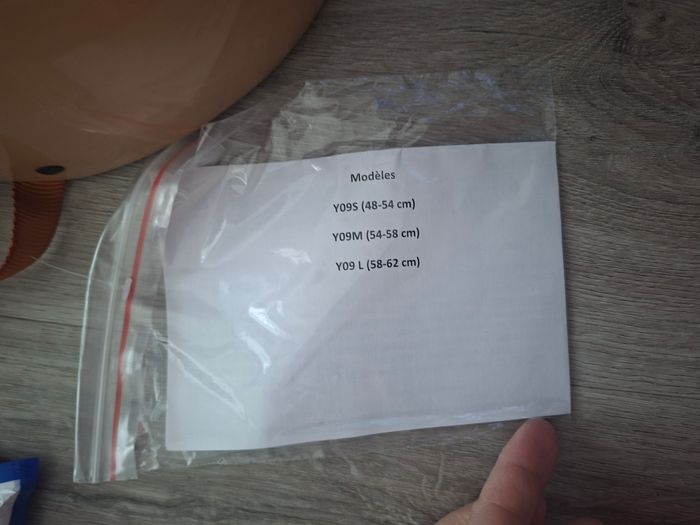 Modèles
Y09S (48-54 cm)
Y09M (54-58 cm)
Y09 L (58-62 cm)